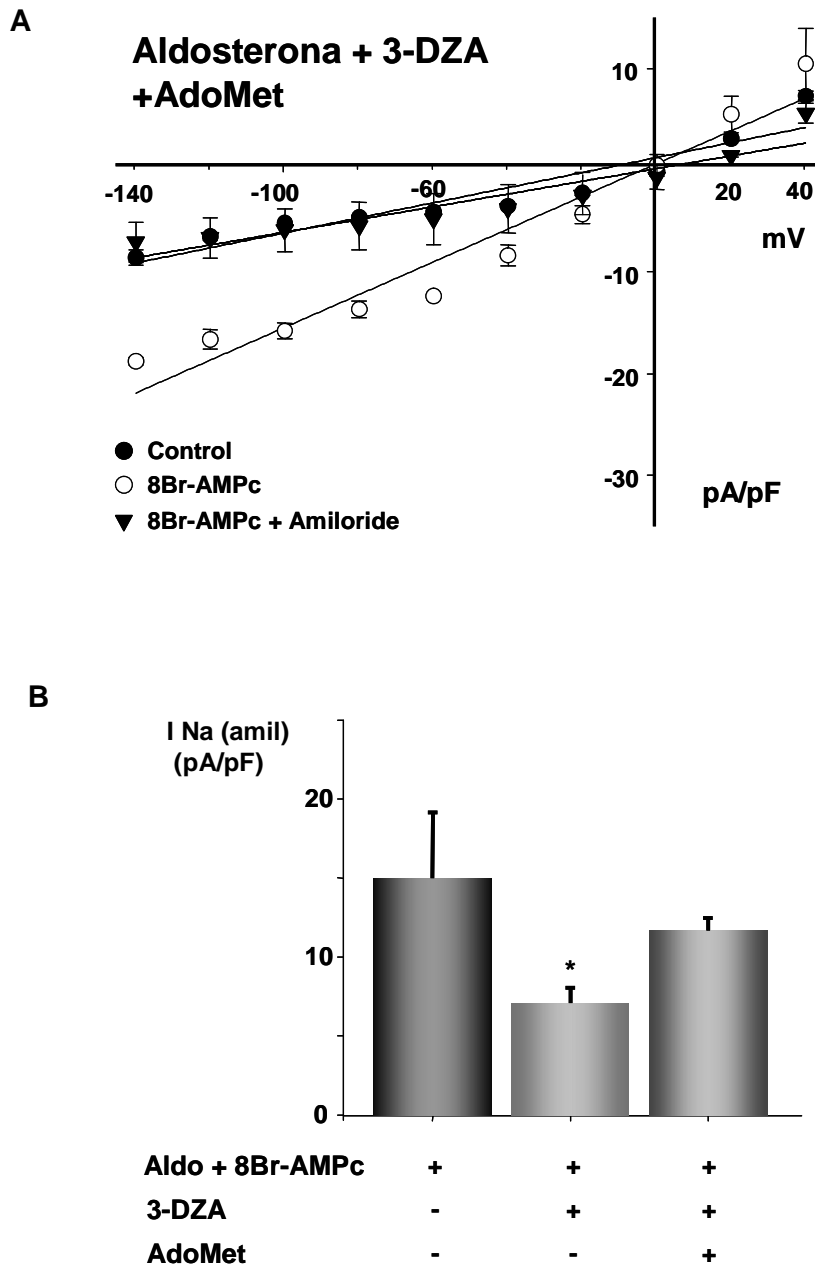 A
Aldosterona + 3-DZA
+AdoMet
10
-140 -100 -60 20 40
mV
-10
-20
-30
pA/pF
Control
8Br-AMPc
8Br-AMPc + Amiloride
B
I Na (amil)
(pA/pF)
20
10
*
0
Aldo + 8Br-AMPc + + +
3-DZA - + +
AdoMet - - +